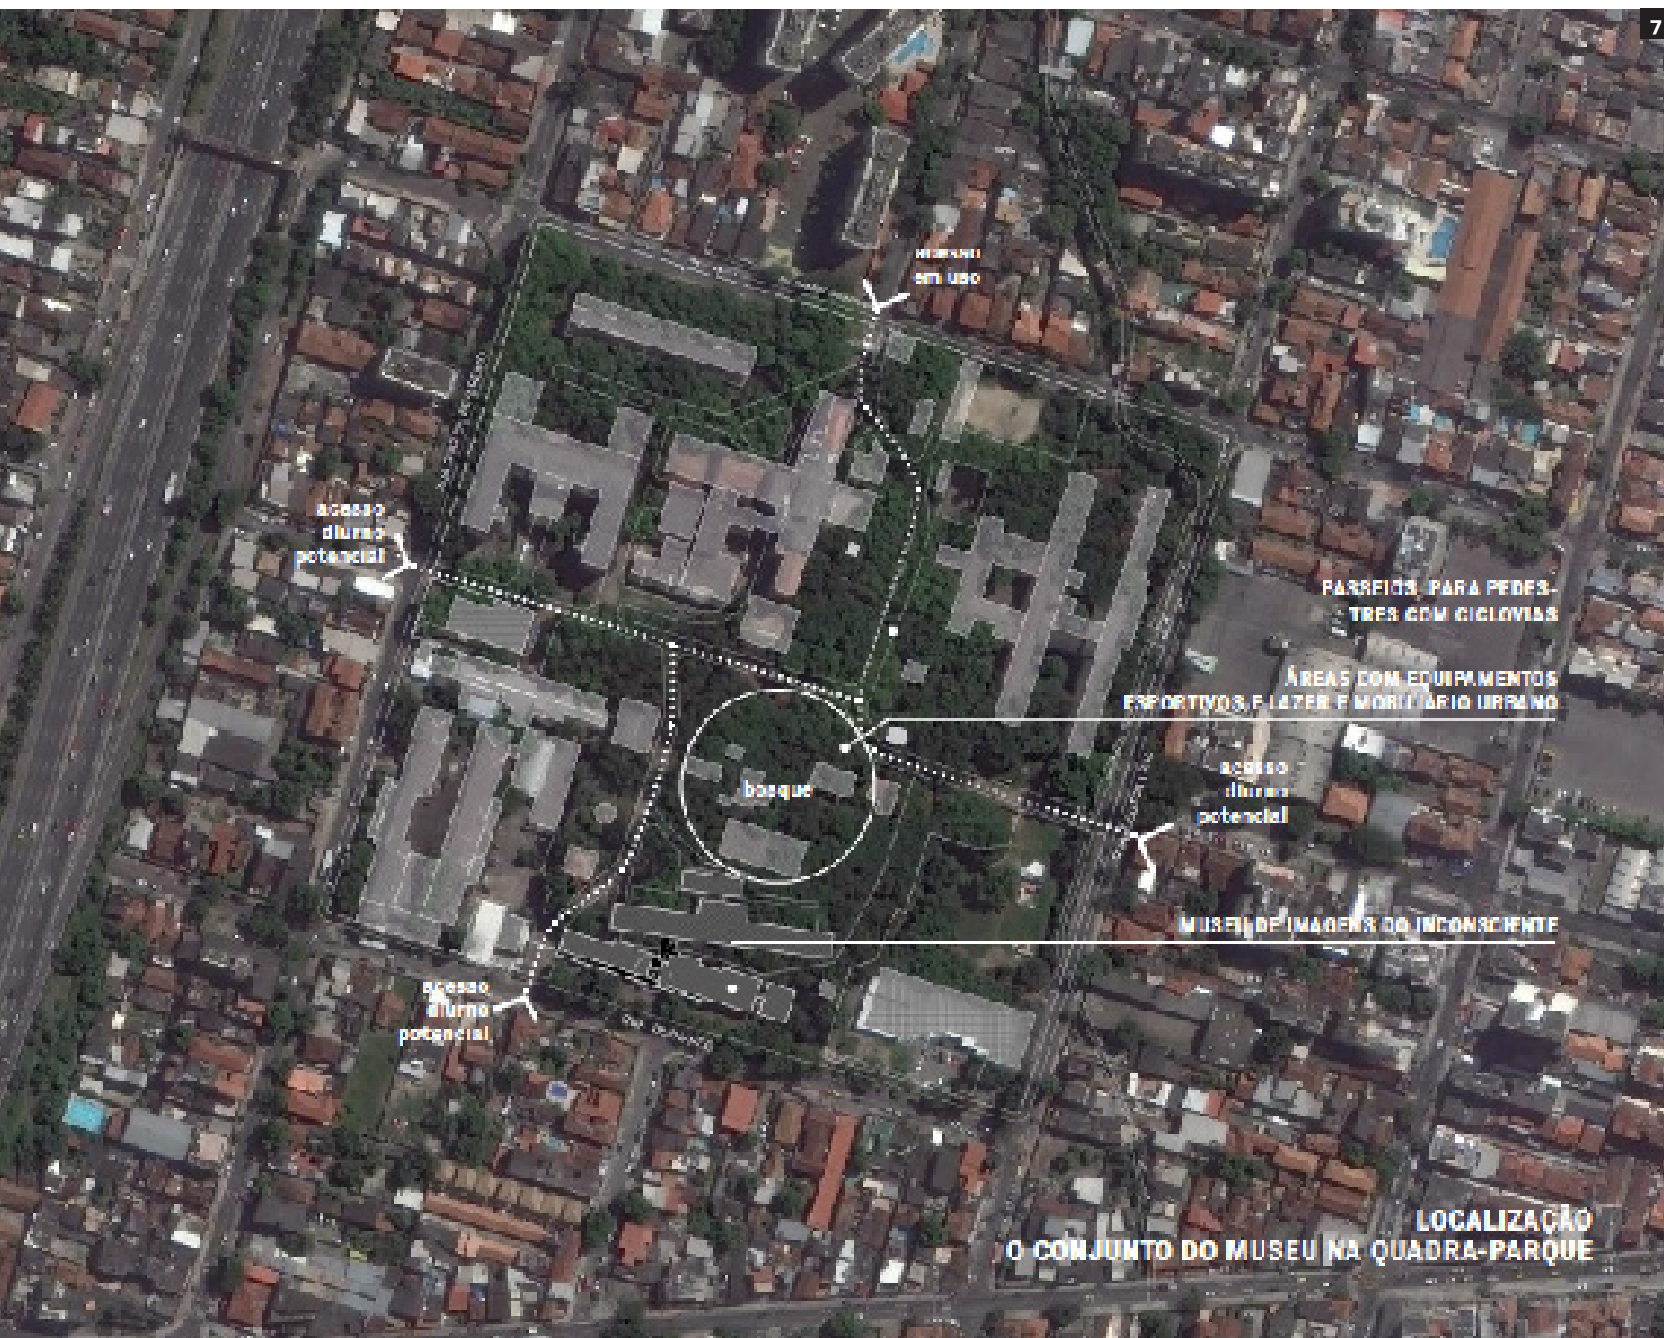 7
acesso
em uso
acesso
diurno
potencial
PASSEIOS PARA PEDES-
TRES COM CICLOVIAS
ÁREAS COM EQUIPAMENTOS
ESPORTIVOS E LAZER E MOBILIÁRIO URBANO
acesso
diurno
potencial
bosque
MUSEU DE IMAGENS DO INCONSCIENTE
acesso
diurno
potencial
LOCALIZAÇÃO
O CONJUNTO DO MUSEU NA QUADRA-PARQUE